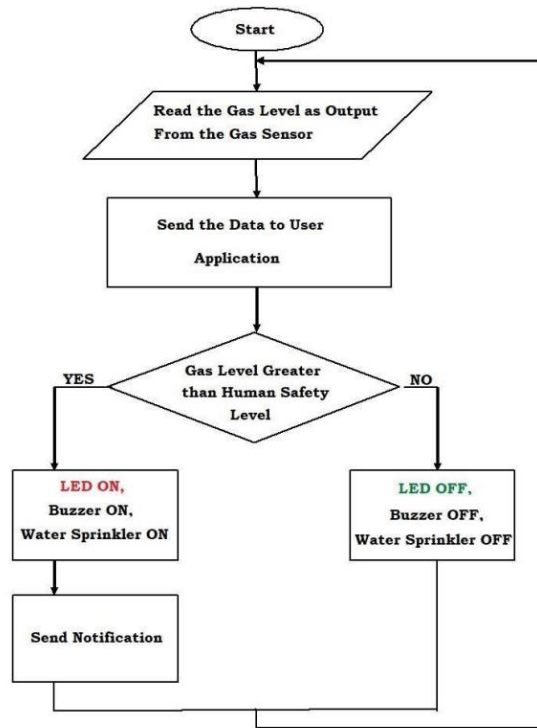 Start
Read the Gas Level as Output
From the Gas Sensor
Send the Data to User
Application
Gas Level Greater
than Human Safety
Level
YES
NO
LED ON,
Buzzer ON,
Water Sprinkler ON
LED OFF,
Buzzer OFF,
Water Sprinkler OFF
Send Notification